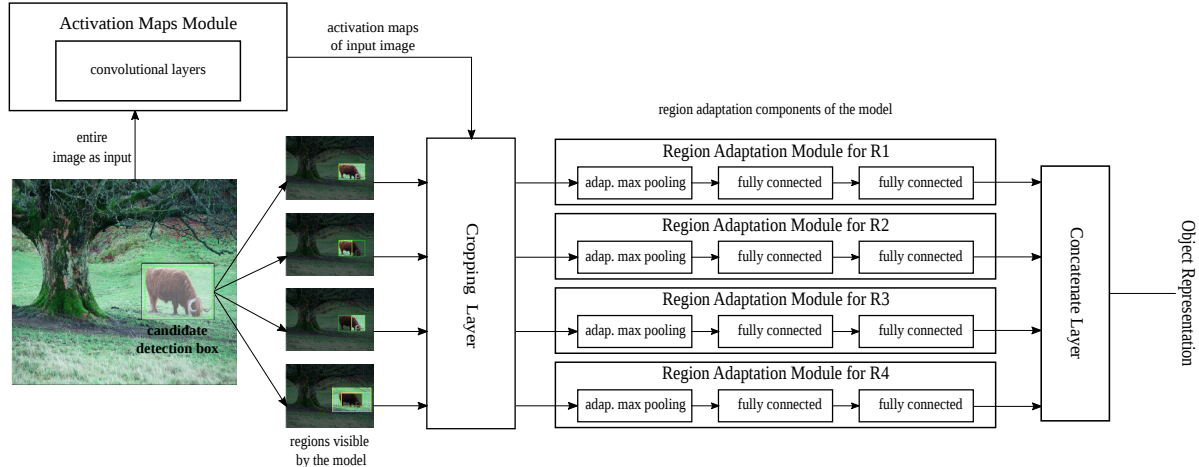 Activation Maps Module
convolutional layers
activation maps
of input image
entire
image as input
candidate
detection box
regions visible
by the model
Cropping Layer
region adaptation components of the model
Region Adaptation Module for R1
adap. max pooling
fully connected
fully connected
Region Adaptation Module for R2
adap. max pooling
fully connected
fully connected
Region Adaptation Module for R3
adap. max pooling
fully connected
fully connected
Region Adaptation Module for R4
adap. max pooling
fully connected
fully connected
Concatenate Layer
Object Representation